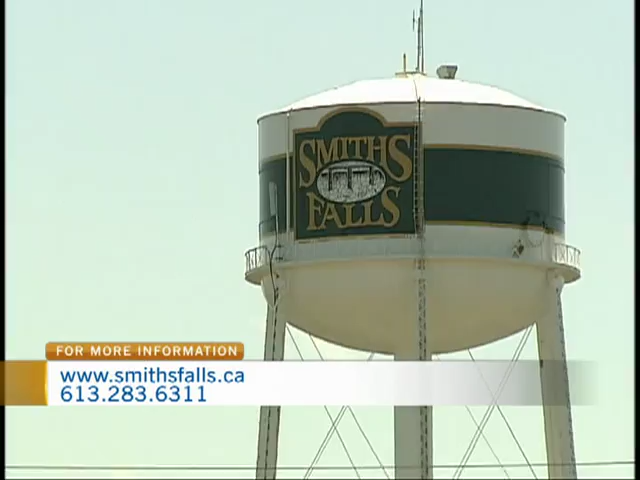 SMITHS
FALLS
FOR MORE INFORMATION
www.smithsfalls.ca
613.283.6311